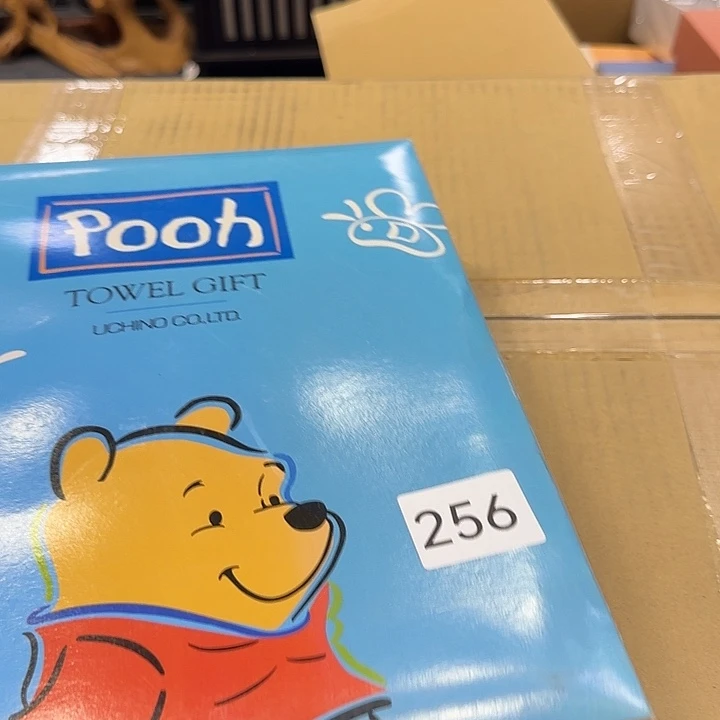 Pooh
TOWEL GIFT
UCHINO CO.,LTD.
256